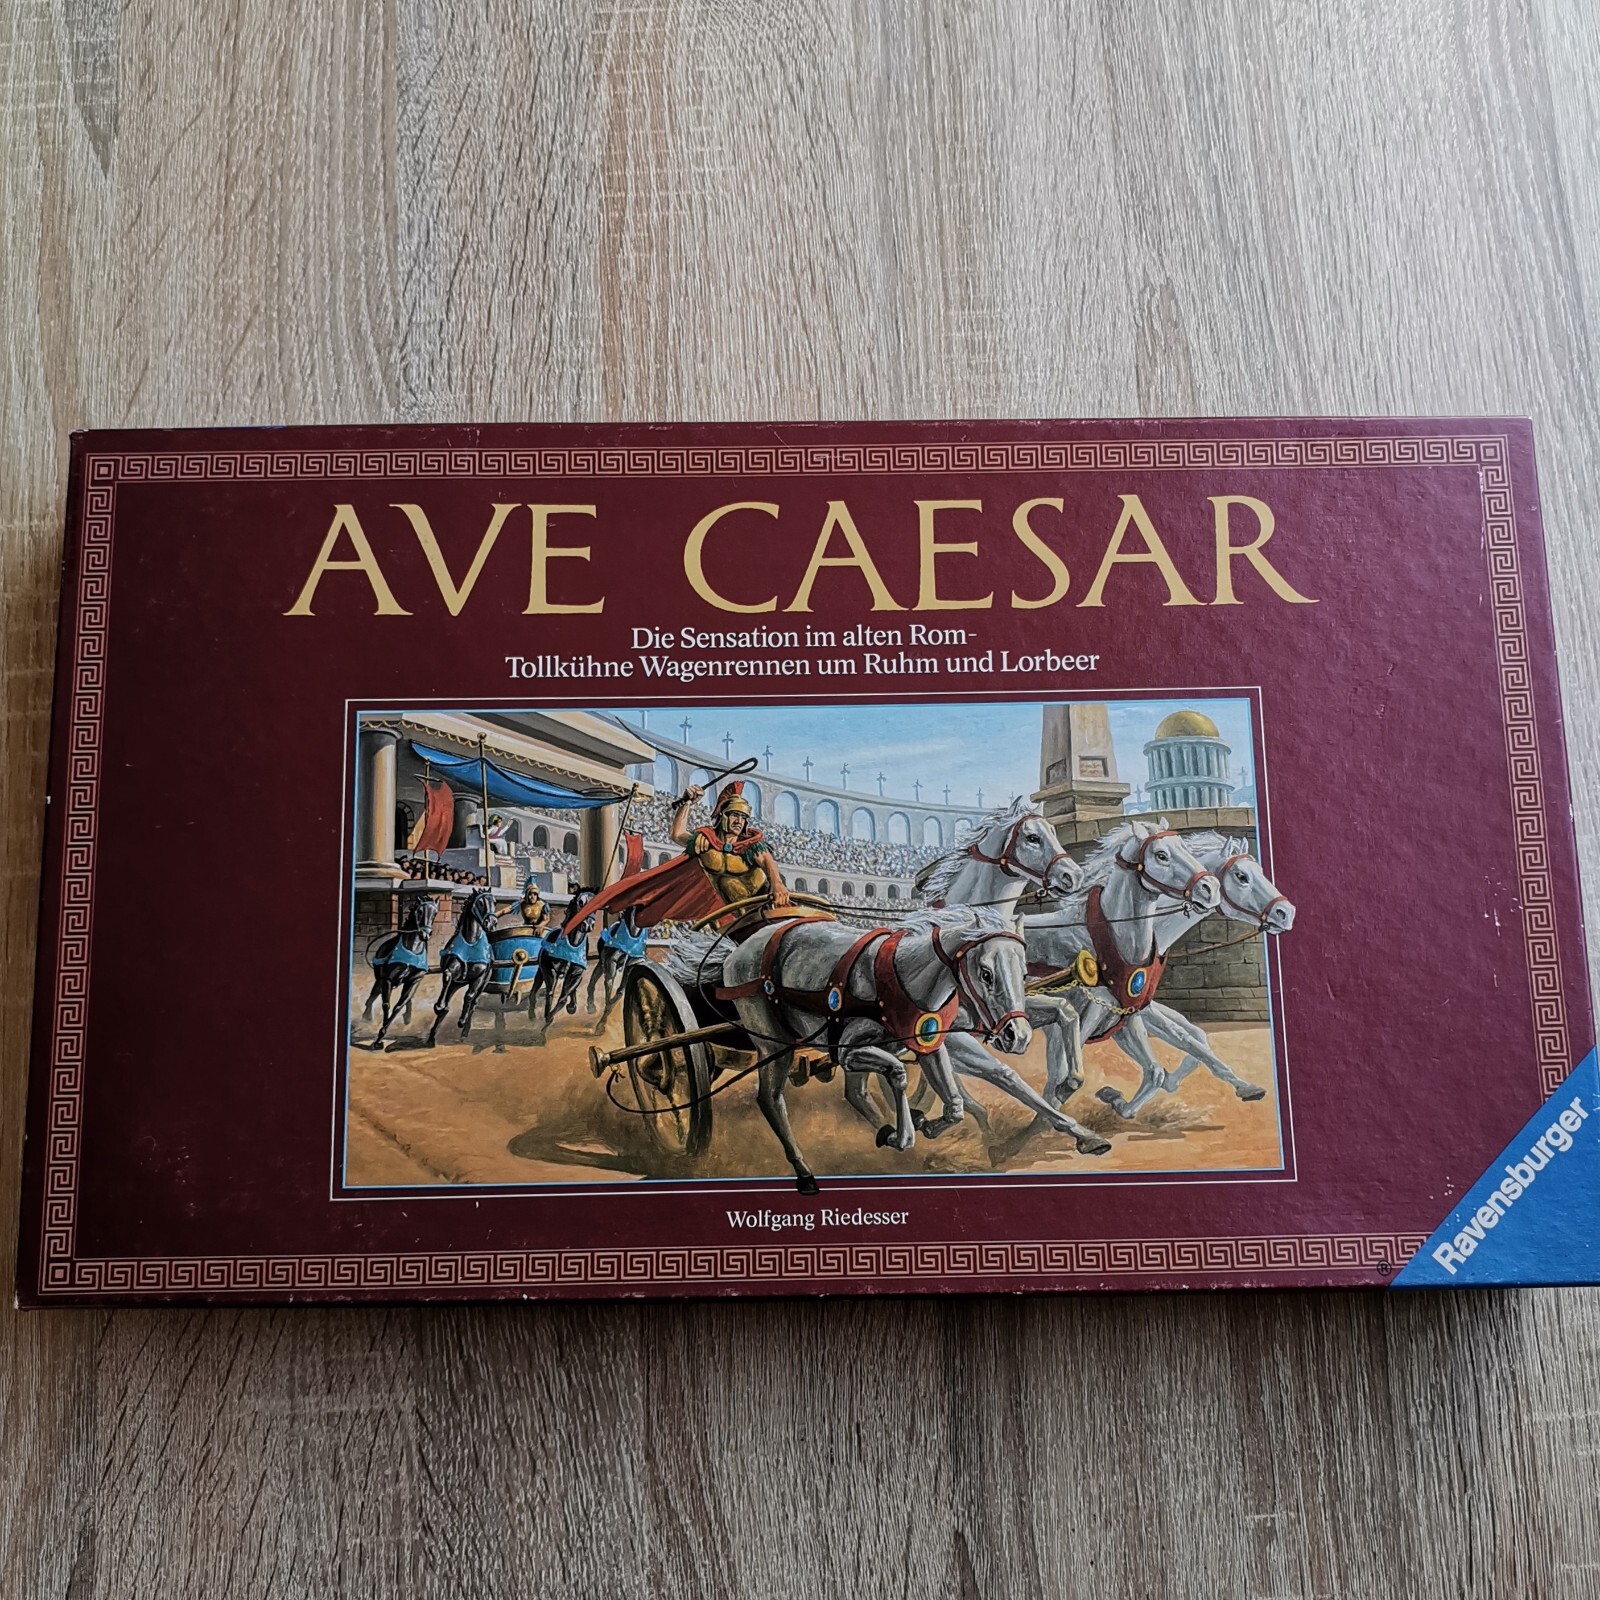 AVE CAESAR
Die Sensation im alten Rom-
Tollkühne Wagenrennen um Ruhm und Lorbeer
Wolfgang Riedesser
Ravensburger
®